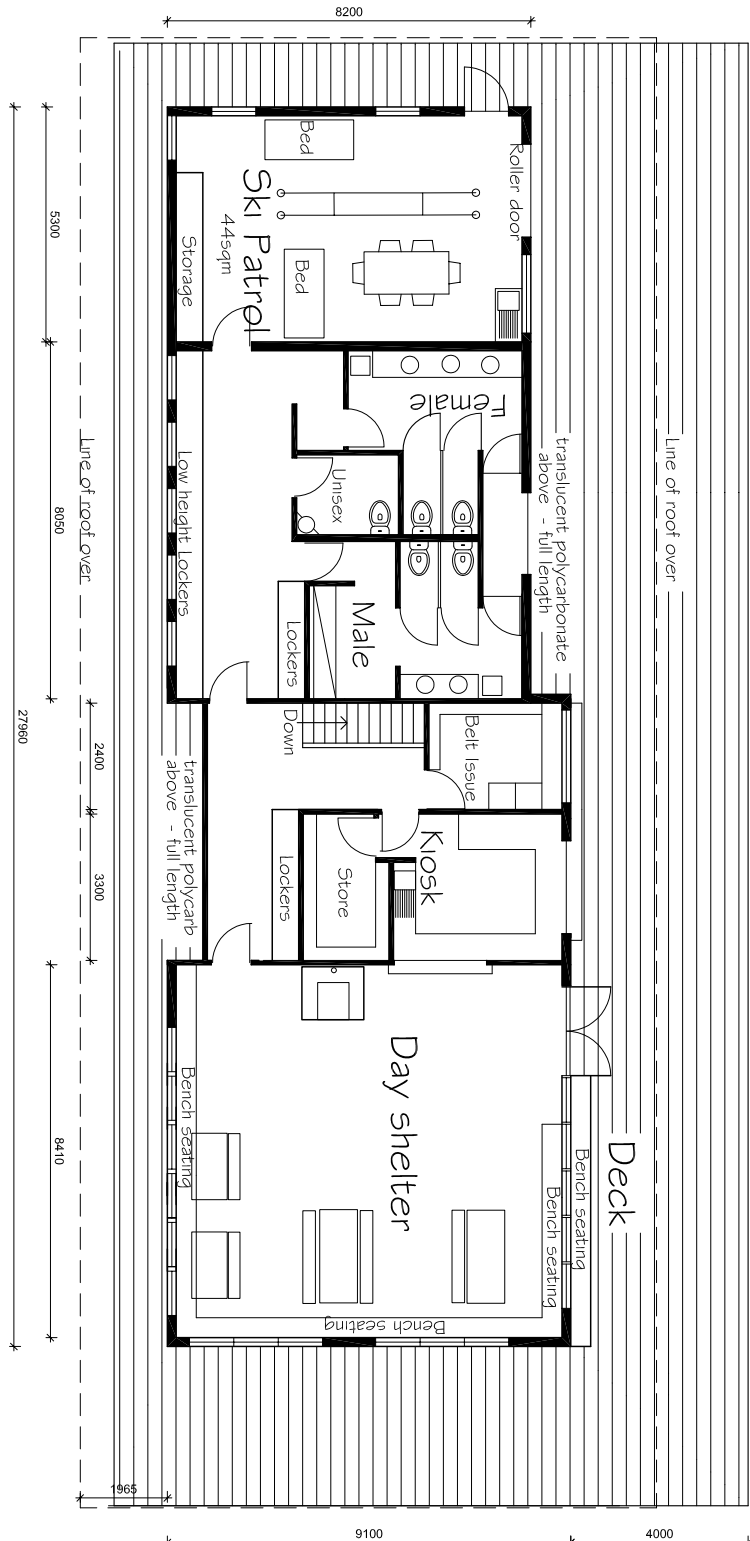 8200
Bed
Roller door
Ski Patrol
44sqm
Storage
Bed
5300
Female
Line of roof over
translucent polycarbonate
above - full length
Line of roof over
Low height Lockers
Unisex
8050
Male
Lockers
27960
2400
Down
Belt Issue
translucent polycarb
above - full length
Kiosk
Lockers
Store
3300
Day shelter
Bench seating
Deck
Bench seating
Bench seating
8410
Bench seating
1965
9100
4000